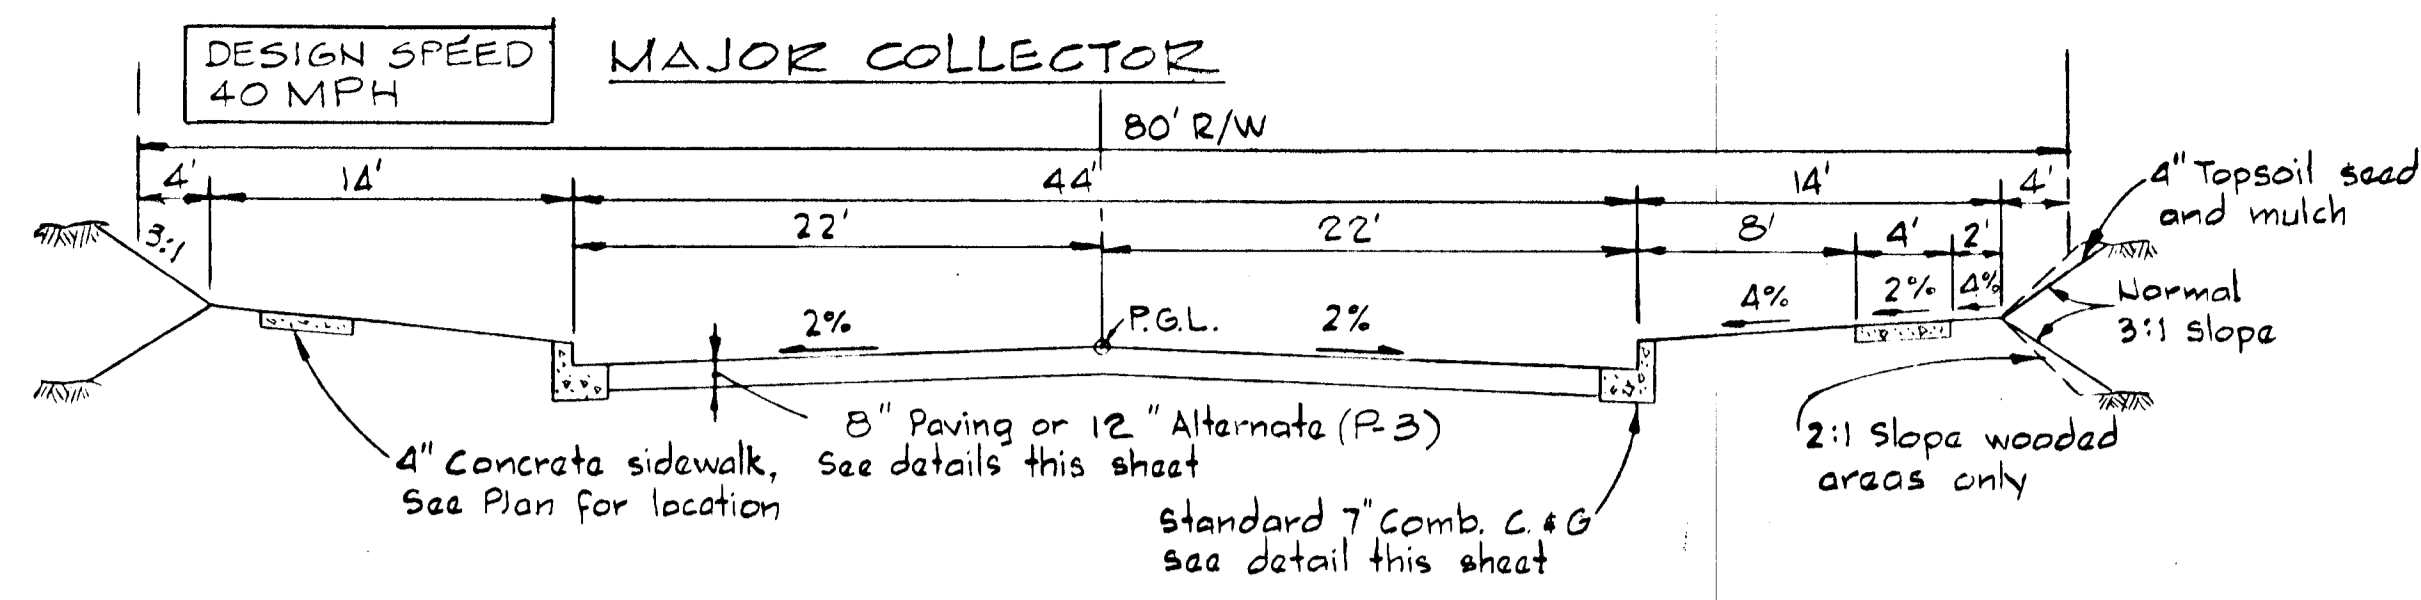 DESIGN SPEED
40 MPH
MAJOR COLLECTOR
80' R/W
4'
14'
44'
14'
4'
22'
22'
8'
4'
2'
3:1
4" Topsoil seed
and mulch
2%
P.G.L.
2%
4%
2%
4%
Normal
3:1 Slope
8" Paving or 12" Alternate (P-3)
See details this sheet
4" Concrete sidewalk,
See Plan for location
2:1 Slope wooded
areas only
Standard 7" Comb. C. & G
see detail this sheet